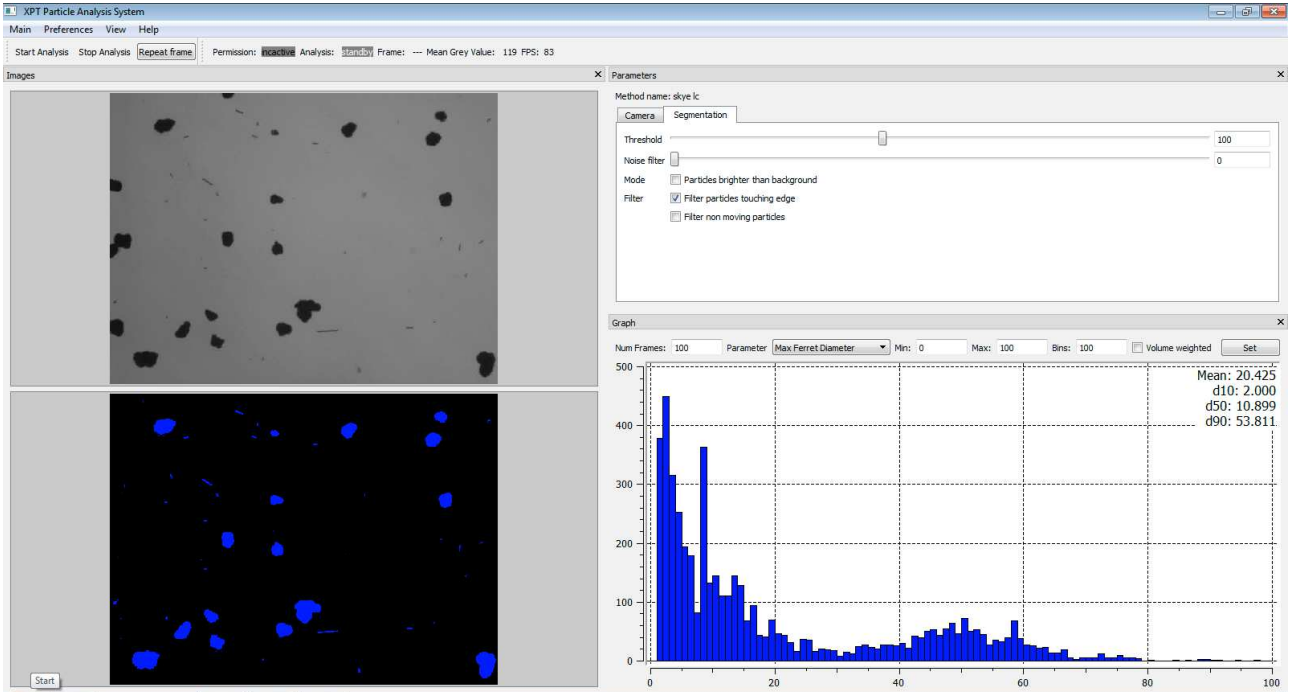 XPT Particle Analysis System
Main Preferences View Help
Start Analysis Stop Analysis Repeat frame Permission: incactive Analysis: standby Frame: --- Mean Grey Value: 119 FPS: 83
Images
Parameters
Method name: skye lc
Camera Segmentation
Threshold 100
Noise filter 0
Mode Particles brighter than background
Filter Filter particles touching edge
Filter non moving particles
Graph
Num Frames: 100 Parameter Max Ferret Diameter Min: 0 Max: 100 Bins: 100 Volume weighted Set
Mean: 20.425
d10: 2.000
d50: 10.899
d90: 53.811
500
400
300
200
100
0
0 20 40 60 80 100
Start